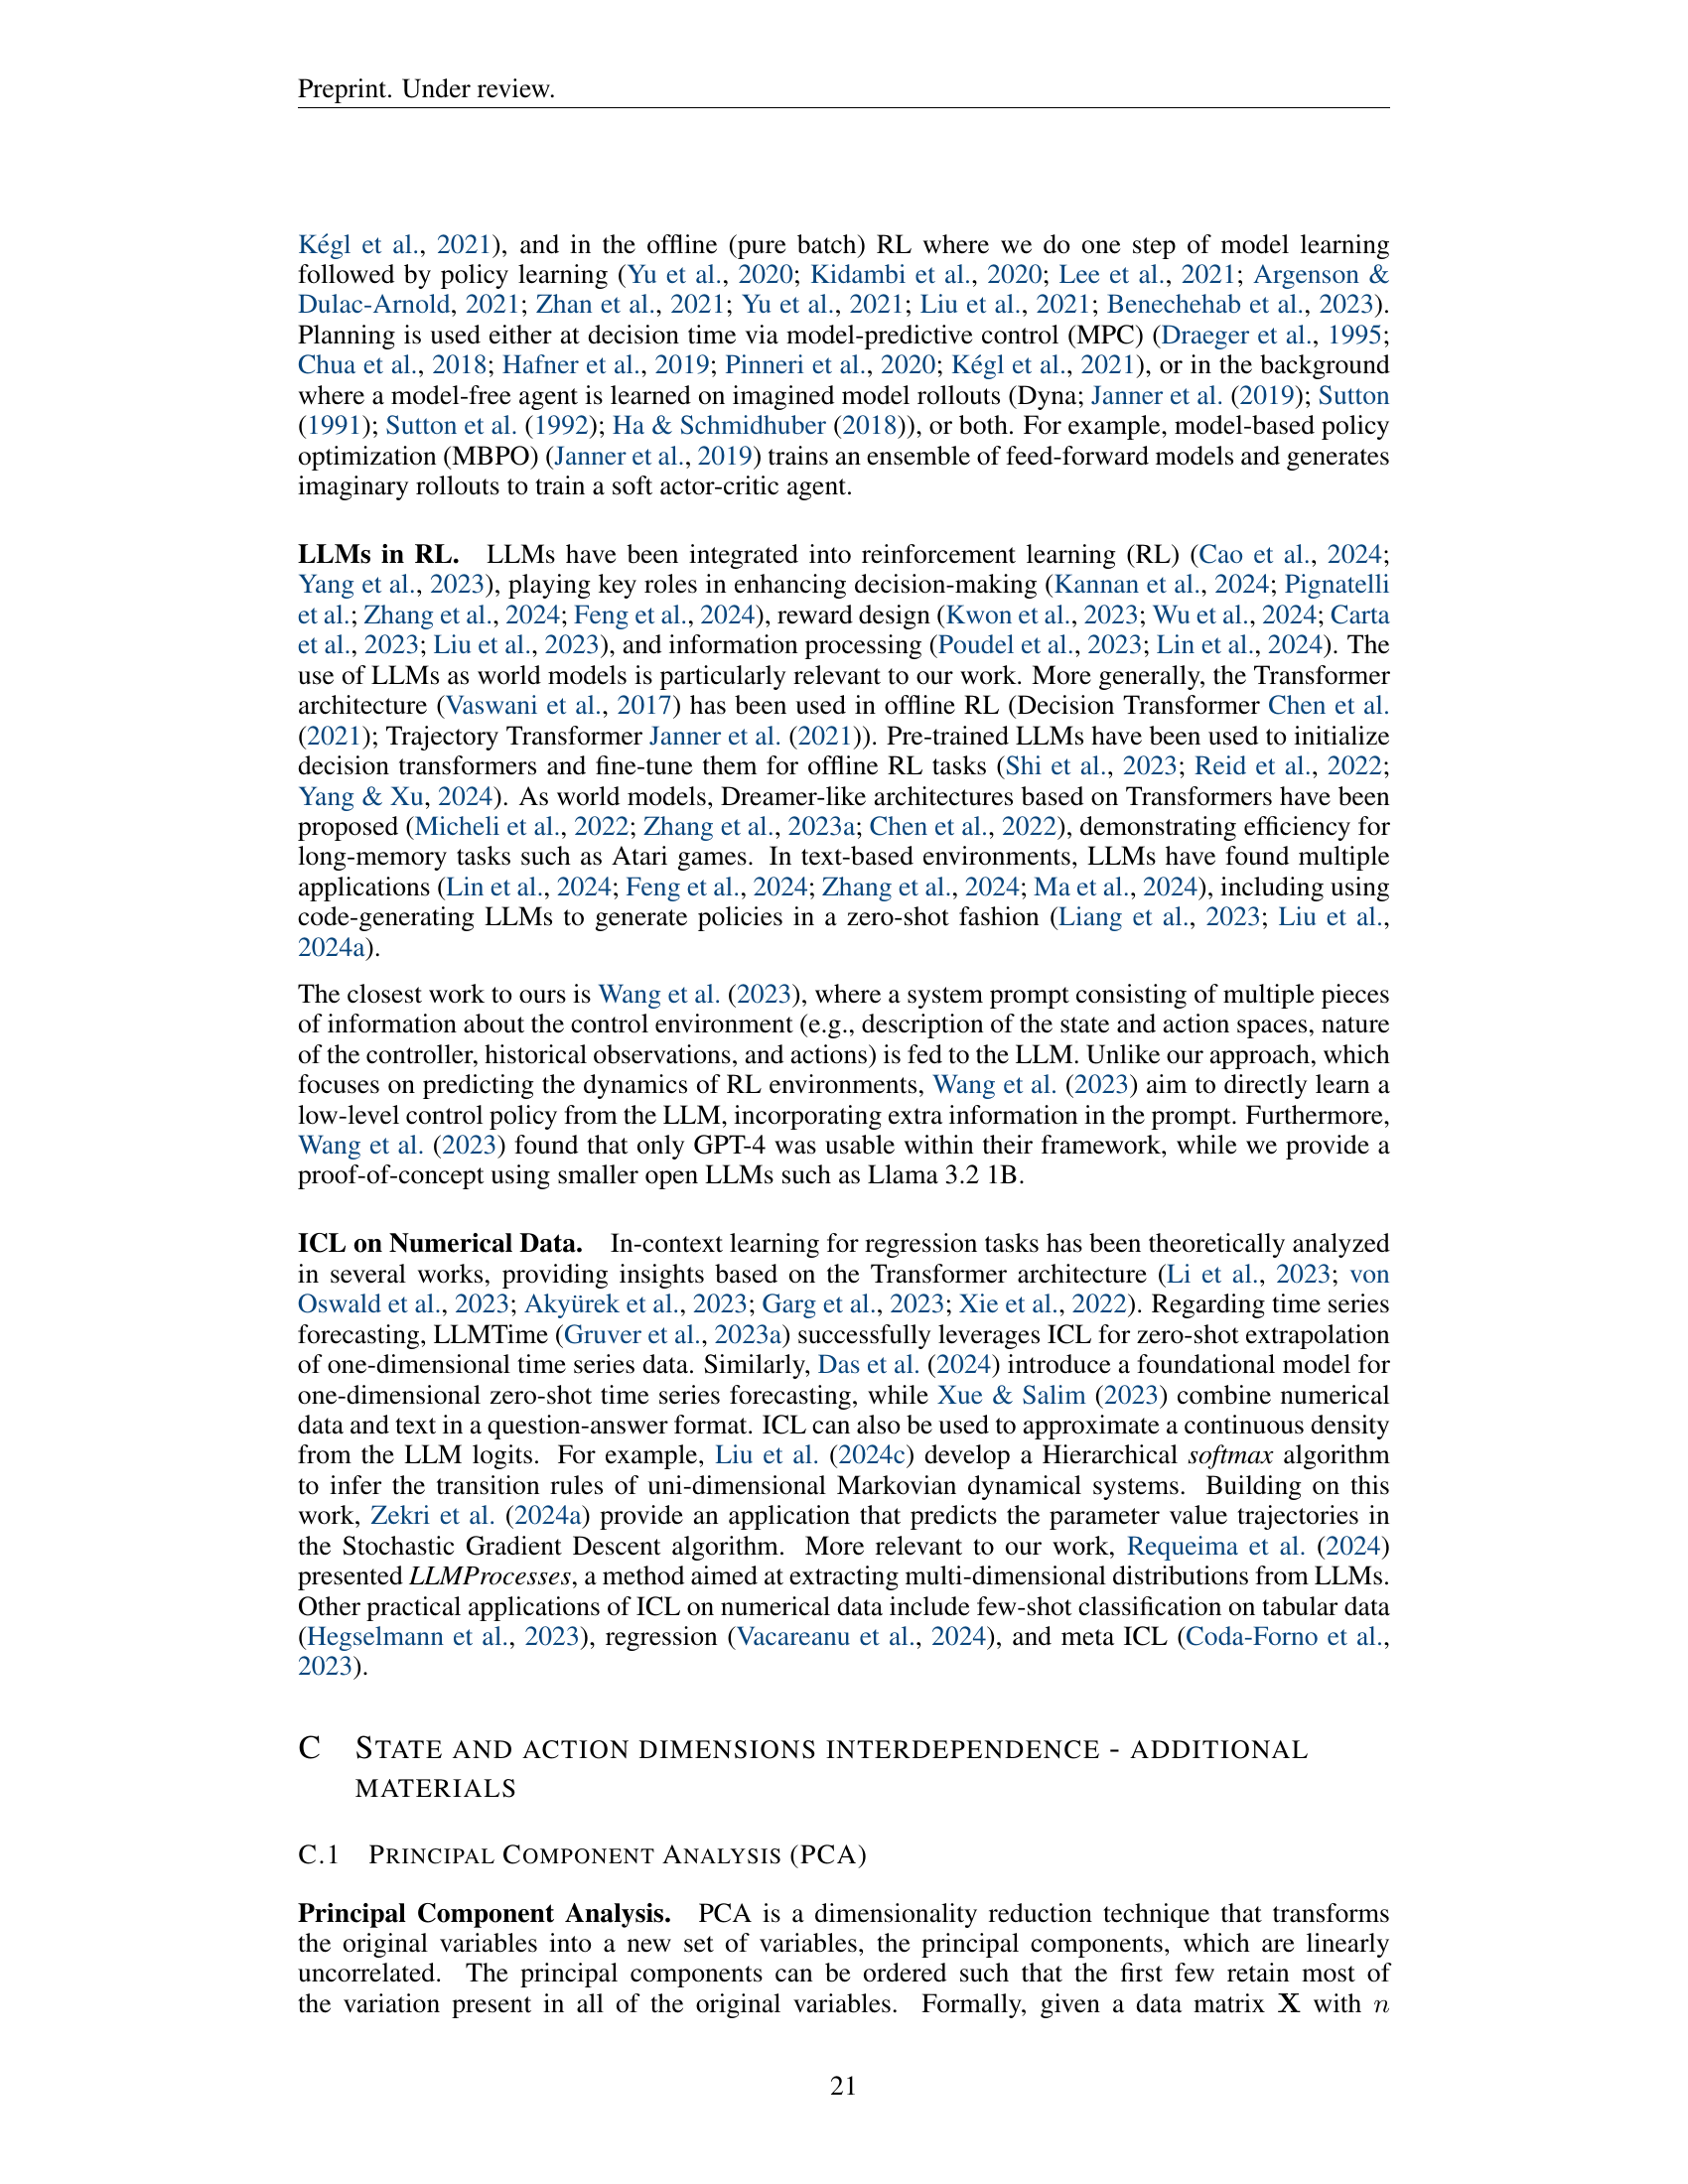 Preprint. Under review.
Kégl et al., 2021), and in the offline (pure batch) RL where we do one step of model learning
followed by policy learning (Yu et al., 2020; Kidambi et al., 2020; Lee et al., 2021; Argenson &
Dulac-Arnold, 2021; Zhan et al., 2021; Yu et al., 2021; Liu et al., 2021; Benechehab et al., 2023).
Planning is used either at decision time via model-predictive control (MPC) (Draeger et al., 1995;
Chua et al., 2018; Hafner et al., 2019; Pinneri et al., 2020; Kégl et al., 2021), or in the background
where a model-free agent is learned on imagined model rollouts (Dyna; Janner et al. (2019); Sutton
(1991); Sutton et al. (1992); Ha & Schmidhuber (2018)), or both. For example, model-based policy
optimization (MBPO) (Janner et al., 2019) trains an ensemble of feed-forward models and generates
imaginary rollouts to train a soft actor-critic agent.
LLMs in RL. LLMs have been integrated into reinforcement learning (RL) (Cao et al., 2024;
Yang et al., 2023), playing key roles in enhancing decision-making (Kannan et al., 2024; Pignatelli
et al.; Zhang et al., 2024; Feng et al., 2024), reward design (Kwon et al., 2023; Wu et al., 2024; Carta
et al., 2023; Liu et al., 2023), and information processing (Poudel et al., 2023; Lin et al., 2024). The
use of LLMs as world models is particularly relevant to our work. More generally, the Transformer
architecture (Vaswani et al., 2017) has been used in offline RL (Decision Transformer Chen et al.
(2021); Trajectory Transformer Janner et al. (2021)). Pre-trained LLMs have been used to initialize
decision transformers and fine-tune them for offline RL tasks (Shi et al., 2023; Reid et al., 2022;
Yang & Xu, 2024). As world models, Dreamer-like architectures based on Transformers have been
proposed (Micheli et al., 2022; Zhang et al., 2023a; Chen et al., 2022), demonstrating efficiency for
long-memory tasks such as Atari games. In text-based environments, LLMs have found multiple
applications (Lin et al., 2024; Feng et al., 2024; Zhang et al., 2024; Ma et al., 2024), including using
code-generating LLMs to generate policies in a zero-shot fashion (Liang et al., 2023; Liu et al.,
2024a).
The closest work to ours is Wang et al. (2023), where a system prompt consisting of multiple pieces
of information about the control environment (e.g., description of the state and action spaces, nature
of the controller, historical observations, and actions) is fed to the LLM. Unlike our approach, which
focuses on predicting the dynamics of RL environments, Wang et al. (2023) aim to directly learn a
low-level control policy from the LLM, incorporating extra information in the prompt. Furthermore,
Wang et al. (2023) found that only GPT-4 was usable within their framework, while we provide a
proof-of-concept using smaller open LLMs such as Llama 3.2 1B.
ICL on Numerical Data. In-context learning for regression tasks has been theoretically analyzed
in several works, providing insights based on the Transformer architecture (Li et al., 2023; von
Oswald et al., 2023; Akyürek et al., 2023; Garg et al., 2023; Xie et al., 2022). Regarding time series
forecasting, LLMTime (Gruver et al., 2023a) successfully leverages ICL for zero-shot extrapolation
of one-dimensional time series data. Similarly, Das et al. (2024) introduce a foundational model for
one-dimensional zero-shot time series forecasting, while Xue & Salim (2023) combine numerical
data and text in a question-answer format. ICL can also be used to approximate a continuous density
from the LLM logits. For example, Liu et al. (2024c) develop a Hierarchical softmax algorithm
to infer the transition rules of uni-dimensional Markovian dynamical systems. Building on this
work, Zekri et al. (2024a) provide an application that predicts the parameter value trajectories in
the Stochastic Gradient Descent algorithm. More relevant to our work, Requeima et al. (2024)
presented LLMProcesses, a method aimed at extracting multi-dimensional distributions from LLMs.
Other practical applications of ICL on numerical data include few-shot classification on tabular data
(Hegselmann et al., 2023), regression (Vacareanu et al., 2024), and meta ICL (Coda-Forno et al.,
2023).
C STATE AND ACTION DIMENSIONS INTERDEPENDENCE - ADDITIONAL
MATERIALS
C.1 PRINCIPAL COMPONENT ANALYSIS (PCA)
Principal Component Analysis. PCA is a dimensionality reduction technique that transforms
the original variables into a new set of variables, the principal components, which are linearly
uncorrelated. The principal components can be ordered such that the first few retain most of
the variation present in all of the original variables. Formally, given a data matrix X with n
21